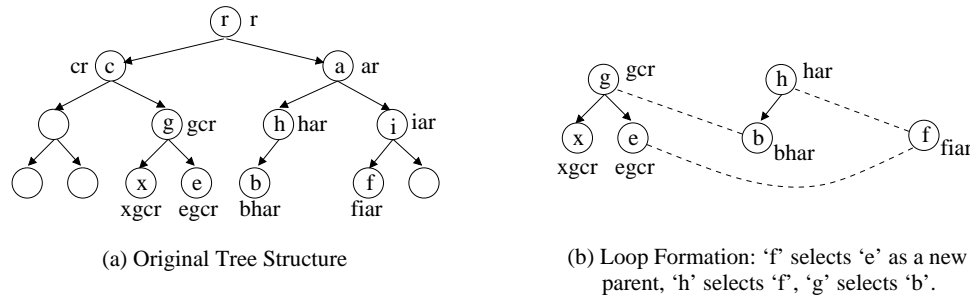 r r
cr c a ar
g gcr h har i iar
x e b f
xgcr egcr bhar fiar
(a) Original Tree Structure
g gcr h har
x e b f
xgcr egcr bhar fiar
(b) Loop Formation: ‘f’ selects ‘e’ as a new
parent, ‘h’ selects ‘f’, ‘g’ selects ‘b’.